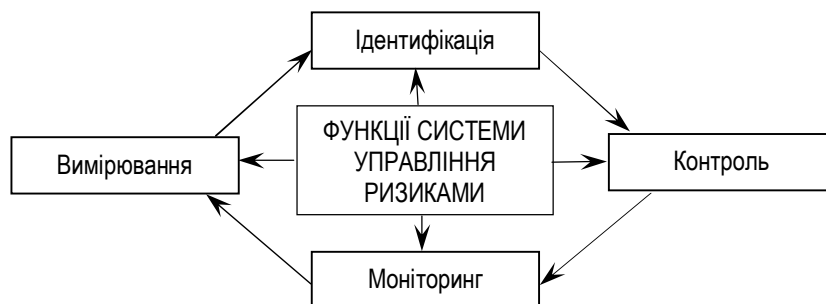 Ідентифікація
ФУНКЦІЇ СИСТЕМИ
УПРАВЛІННЯ
РИЗИКАМИ
Вимірювання
Контроль
Моніторинг